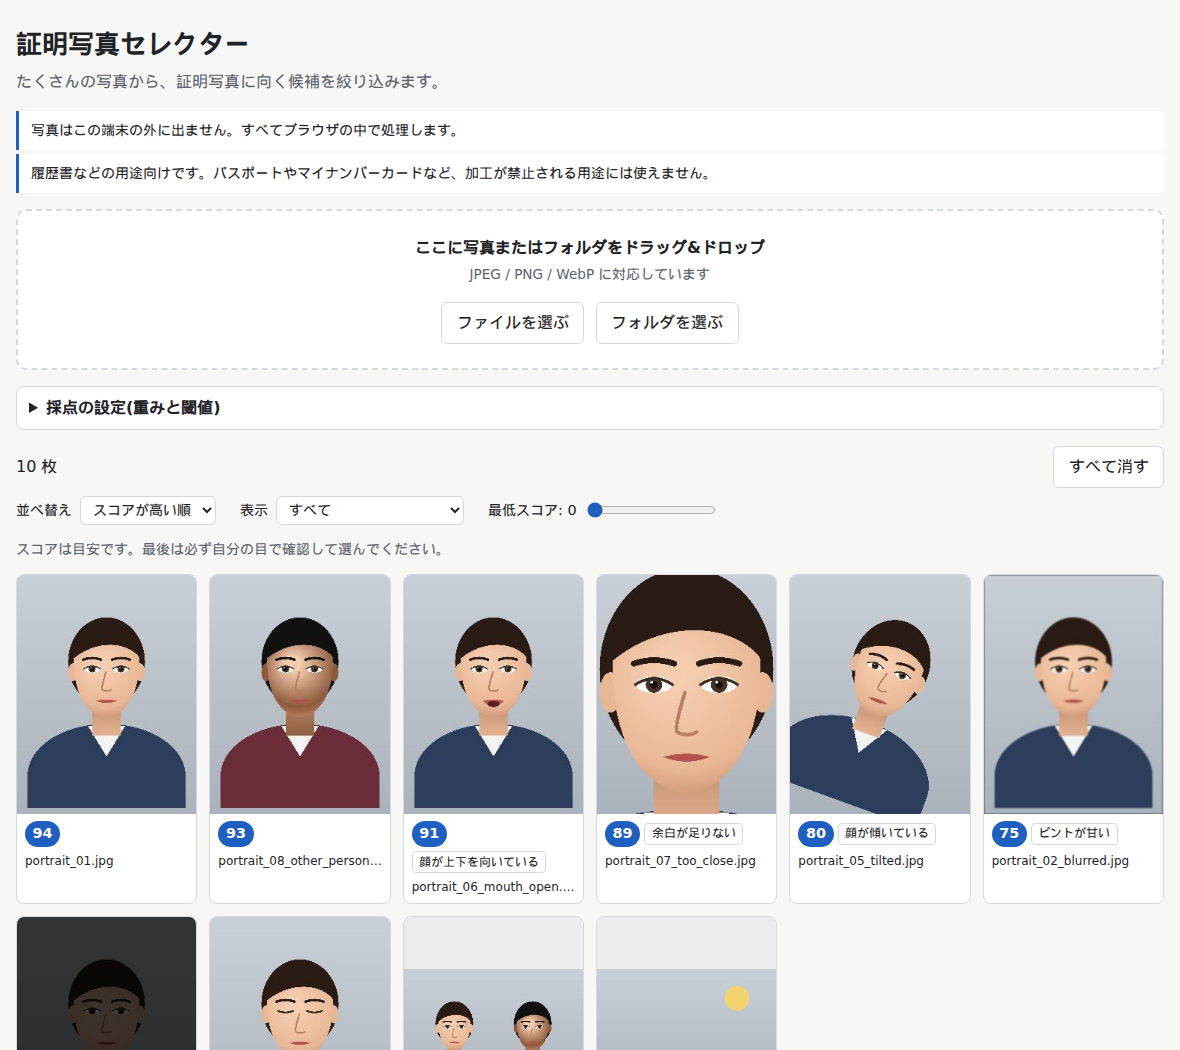 証明写真セレクター
たくさんの写真から、証明写真に向く候補を絞り込みます。
写真はこの端末の外に出ません。すべてブラウザの中で処理します。
履歴書などの用途向けです。パスポートやマイナンバーカードなど、加工が禁止される用途には使えません。
ここに写真またはフォルダをドラッグ&ドロップ
JPEG / PNG / WebP に対応しています
ファイルを選ぶ フォルダを選ぶ
▶ 採点の設定(重みと閾値)
10 枚 すべて消す
並べ替え スコアが高い順 表示 すべて 最低スコア: 0
スコアは目安です。最後は必ず自分の目で確認して選んでください。
94
portrait_01.jpg
93
portrait_08_other_person...
91
顔が上下を向いている
portrait_06_mouth_open....
89 余白が足りない
portrait_07_too_close.jpg
80 顔が傾いている
portrait_05_tilted.jpg
75 ピントが甘い
portrait_02_blurred.jpg